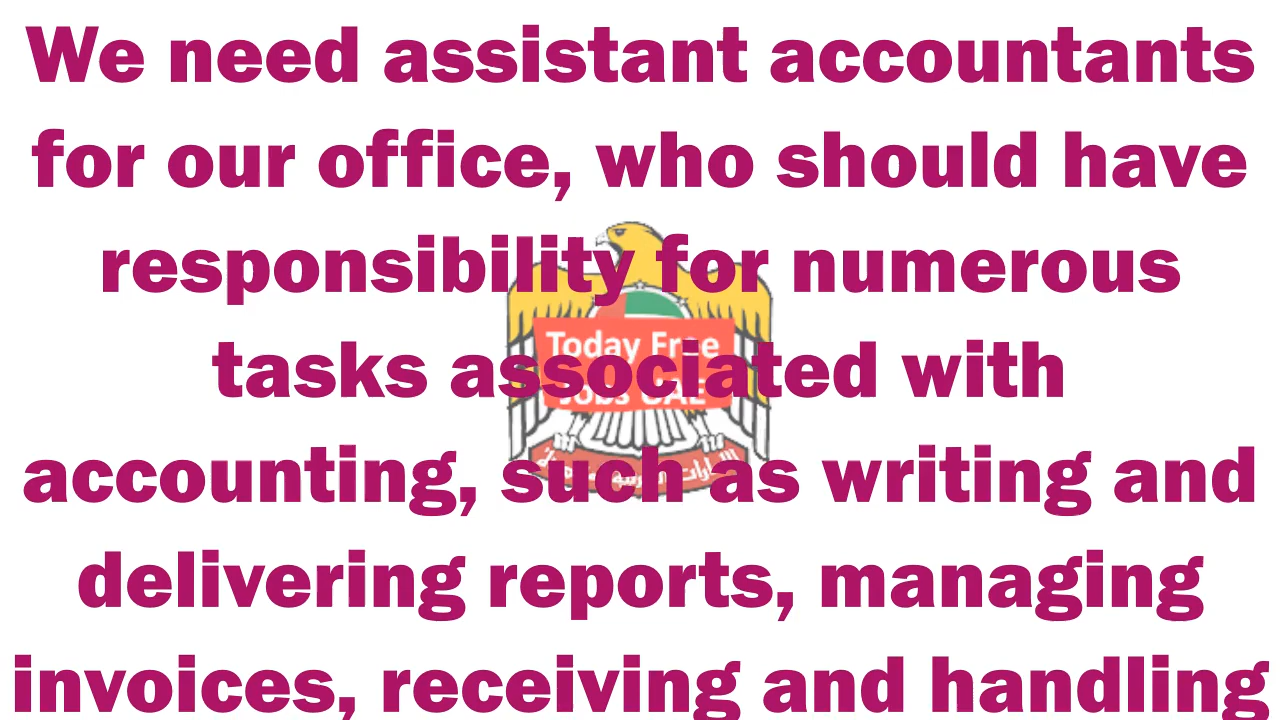 We need assistant accountants
for our office, who should have
responsibility for numerous
tasks associated with
accounting, such as writing and
delivering reports, managing
invoices, receiving and handling
Today Free
Jobs UAE